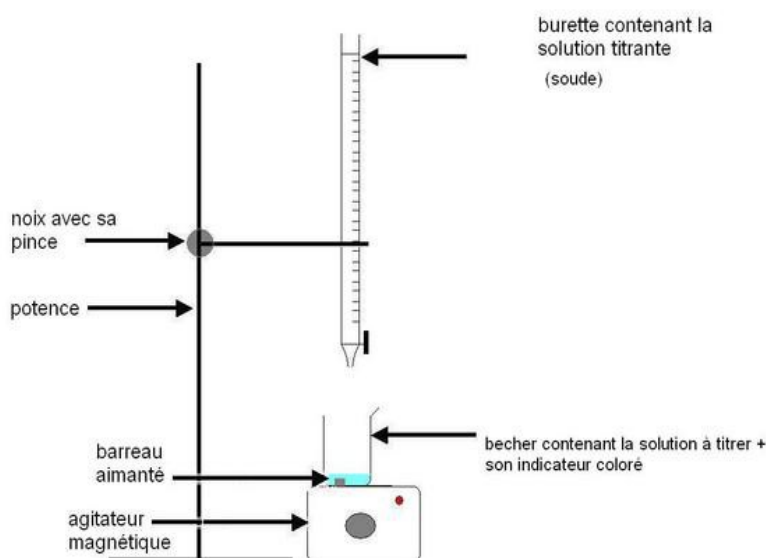 burette contenant la
solution titrante
(soude)
noix avec sa
pince
potence
barreau
aimanté
becher contenant la solution à titrer +
son indicateur coloré
agitateur
magnétique